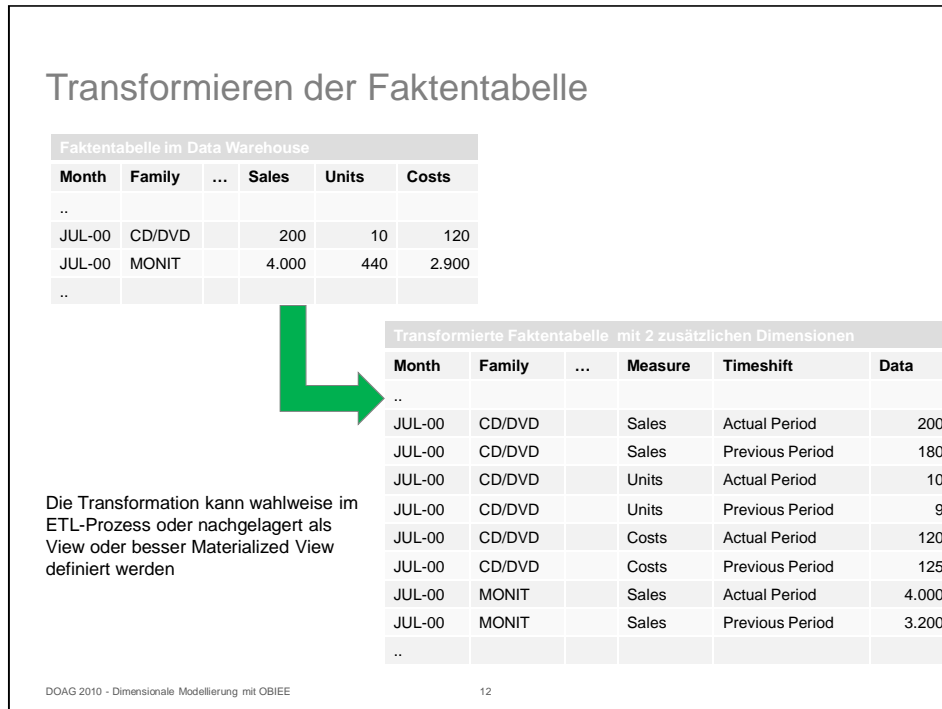 Transformieren der Faktentabelle
Faktentabelle im Data Warehouse
Month Family … Sales Units Costs
..
JUL-00 CD/DVD 200 10 120
JUL-00 MONIT 4.000 440 2.900
..
Transformierte Faktentabelle mit 2 zusätzlichen Dimensionen
Month Family … Measure Timeshift Data
..
JUL-00 CD/DVD Sales Actual Period 200
JUL-00 CD/DVD Sales Previous Period 180
JUL-00 CD/DVD Units Actual Period 10
JUL-00 CD/DVD Units Previous Period 9
JUL-00 CD/DVD Costs Actual Period 120
JUL-00 CD/DVD Costs Previous Period 125
JUL-00 MONIT Sales Actual Period 4.000
JUL-00 MONIT Sales Previous Period 3.200
..
Die Transformation kann wahlweise im
ETL-Prozess oder nachgelagert als
View oder besser Materialized View
definiert werden
DOAG 2010 - Dimensionale Modellierung mit OBIEE 12